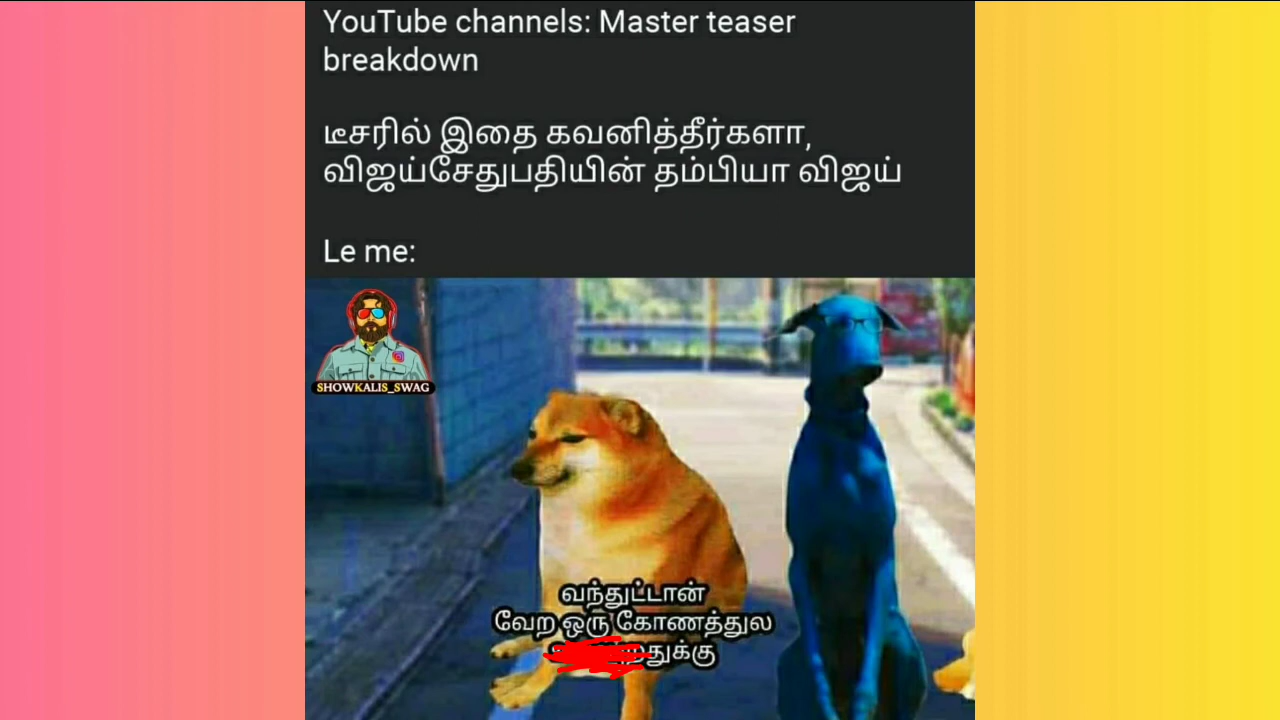 YouTube channels: Master teaser
breakdown
டீசரில் இதை கவனித்தீர்களா,
விஜய்சேதுபதியின் தம்பியா விஜய்
Le me:
SHOWKALIS_SWAG
வந்துட்டான்
வேற ஒரு கோணத்துல